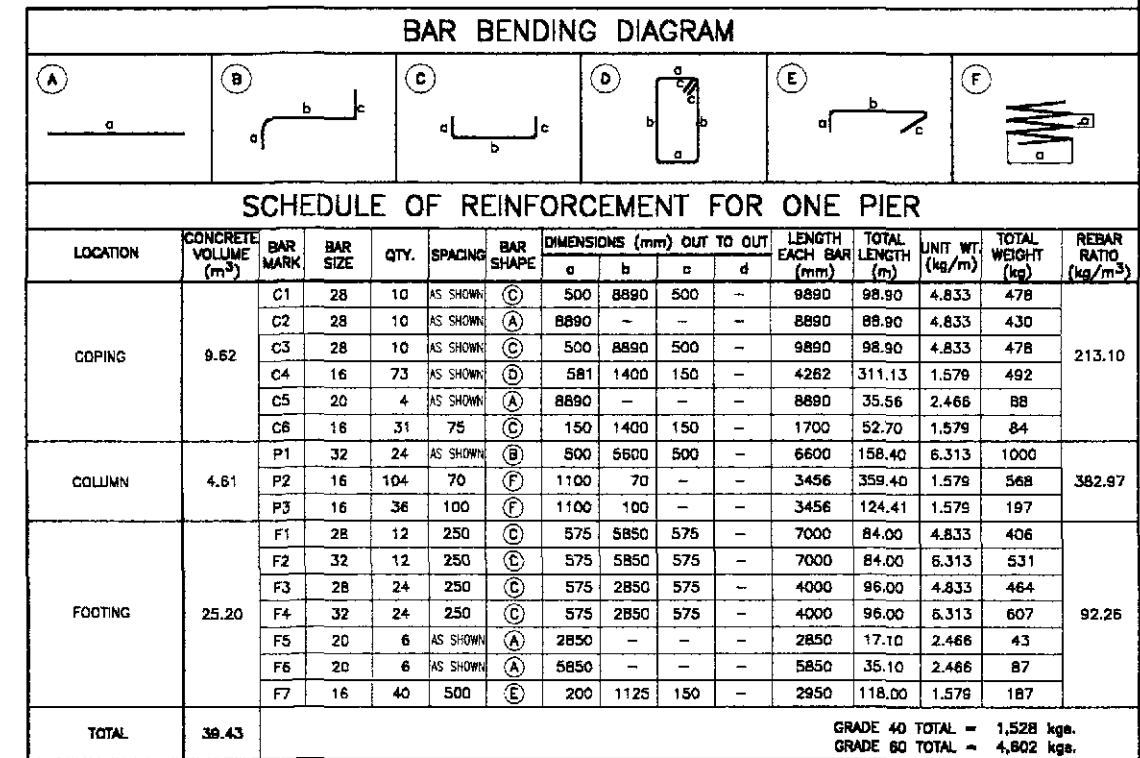 BAR BENDING DIAGRAM
A B C D E F
a
a b c
a b c
a c c b b a
a b c
a a
SCHEDULE OF REINFORCEMENT FOR ONE PIER
LOCATION CONCRETE VOLUME (m³) BAR MARK BAR SIZE QTY. SPACING BAR SHAPE DIMENSIONS (mm) OUT TO OUT a b c d LENGTH EACH BAR (mm) TOTAL LENGTH (m) UNIT WT. (kg/m) TOTAL WEIGHT (kg) REBAR RATIO (kg/m³)
COPING 9.62 213.10
C1 28 10 AS SHOWN C 500 8890 500 - 9890 98.90 4.833 478
C2 28 10 AS SHOWN A 8890 - - - 8890 88.90 4.833 430
C3 28 10 AS SHOWN C 500 8890 500 - 9890 98.90 4.833 478
C4 16 73 AS SHOWN D 581 1400 150 - 4262 311.13 1.579 492
C5 20 4 AS SHOWN A 8890 - - - 8890 35.56 2.466 88
C6 16 31 75 C 150 1400 150 - 1700 52.70 1.579 84
COLUMN 4.61 382.97
P1 32 24 AS SHOWN B 500 5600 500 - 6600 158.40 6.313 1000
P2 16 104 70 F 1100 70 - - 3456 359.40 1.579 568
P3 16 36 100 F 1100 100 - - 3456 124.41 1.579 197
FOOTING 25.20 92.26
F1 28 12 250 C 575 5850 575 - 7000 84.00 4.833 406
F2 32 12 250 C 575 5850 575 - 7000 84.00 6.313 531
F3 28 24 250 C 575 2850 575 - 4000 96.00 4.833 464
F4 32 24 250 C 575 2850 575 - 4000 96.00 6.313 607
F5 20 6 AS SHOWN A 2850 - - - 2850 17.10 2.466 43
F6 20 6 AS SHOWN A 5850 - - - 5850 35.10 2.466 87
F7 16 40 500 E 200 1125 150 - 2950 118.00 1.579 187
TOTAL 39.43
GRADE 40 TOTAL = 1,528 kgs.
GRADE 60 TOTAL = 4,602 kgs.